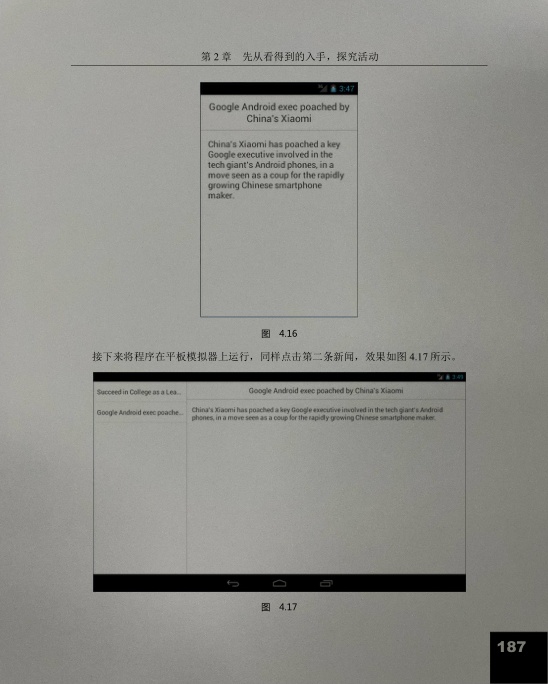 第 2 章 先从看得到的入手，探究活动
3:47
Google Android exec poached by
China's Xiaomi
China's Xiaomi has poached a key
Google executive involved in the
tech giant's Android phones, in a
move seen as a coup for the rapidly
growing Chinese smartphone
maker.
图 4.16
接下来将程序在平板模拟器上运行，同样点击第二条新闻，效果如图 4.17 所示。
Succeed in College as a Lea...
Google Android exec poached by China's Xiaomi
Google Android exec poache...
China's Xiaomi has poached a key Google executive involved in the tech giant's Android
phones, in a move seen as a coup for the rapidly growing Chinese smartphone maker.
图 4.17
187